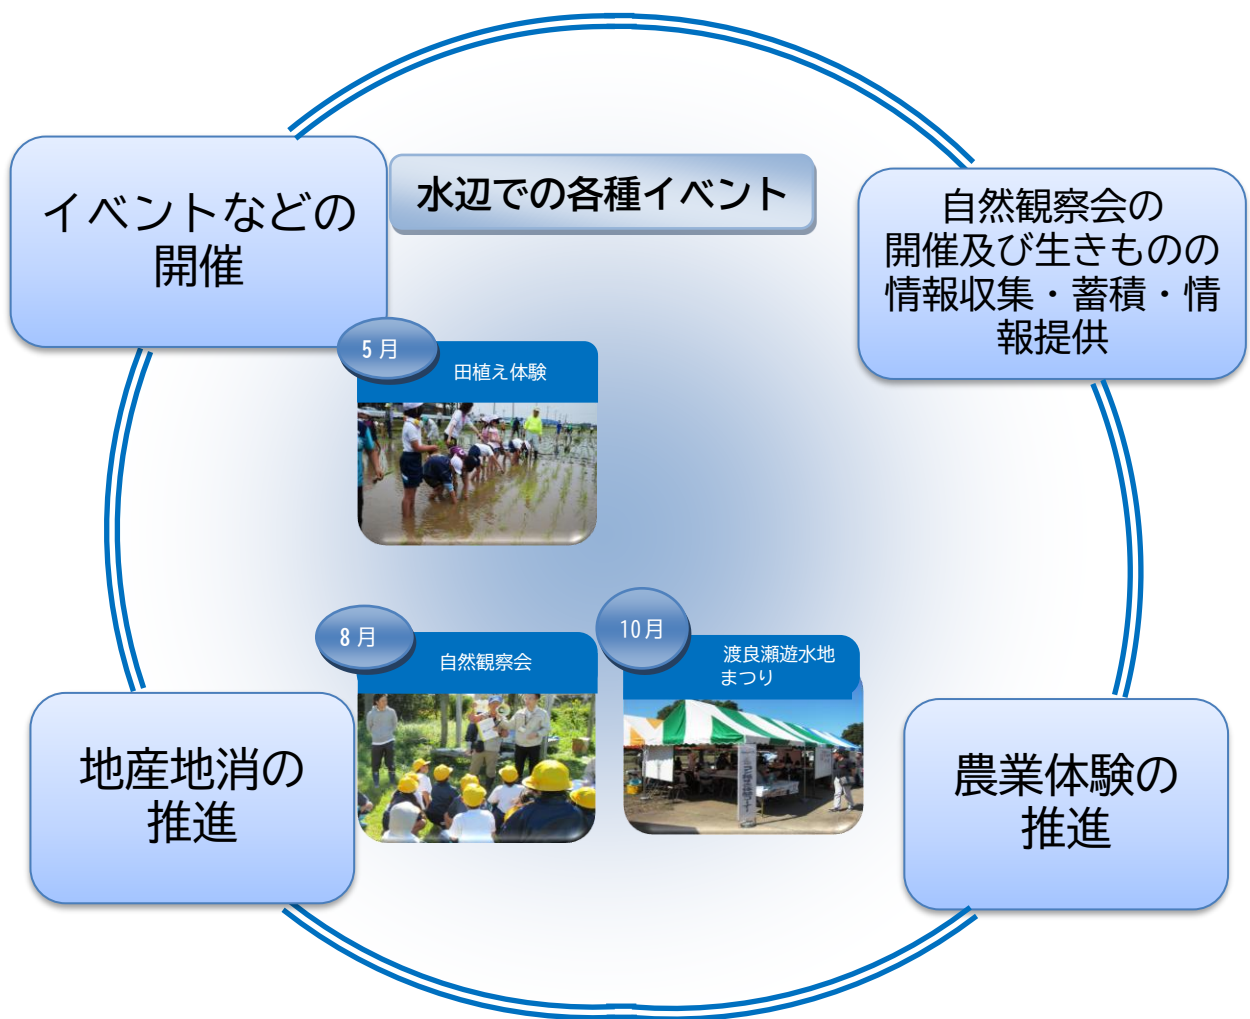 水辺での各種イベント
イベントなどの
開催
自然観察会の
開催及び生きものの
情報収集・蓄積・情
報提供
5月
田植え体験
8月
自然観察会
10月
渡良瀬遊水地
まつり
地産地消の
推進
農業体験の
推進